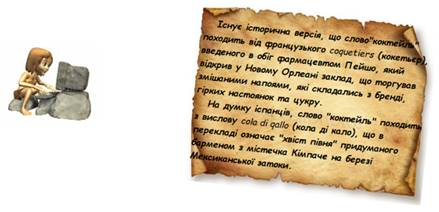 Існує історична версія, що слово"коктейль"
походить від французького coquetiers (кокетьєр),
введеного в обіг фармацевтом Пейшо, який
відкрив у Новому Орлеані заклад, що торгував
змішаними напоями, які складались з бренді,
гірких настоянок та цукру.
На думку іспанців, слово "коктейль" походить
з вислову cola di gallo (кола ді кало), що в
перекладі означає "хвіст півня" придуманого
барменом з містечка Кімпаче на березі
Мексиканської затоки.